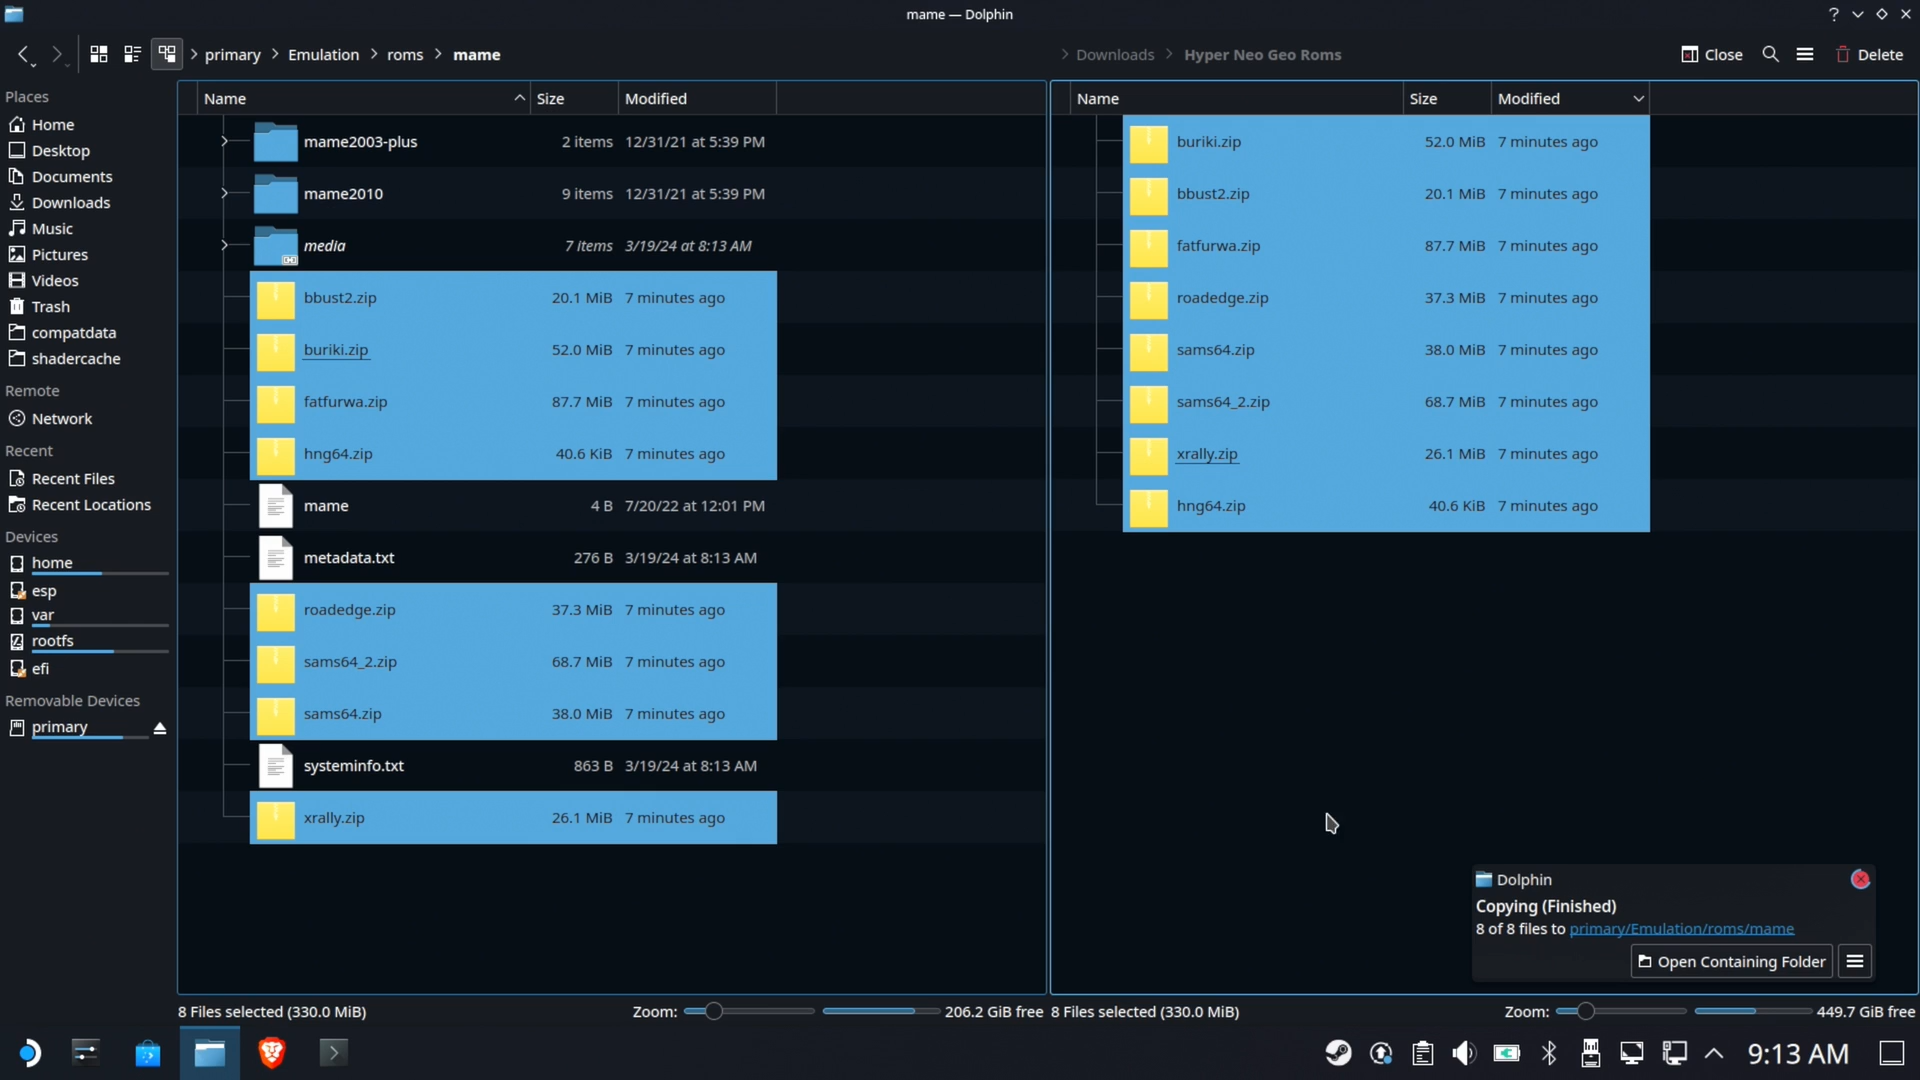 mame — Dolphin
primary Emulation roms mame
Downloads Hyper Neo Geo Roms
Close
Delete
Places
Home
Desktop
Documents
Downloads
Music
Pictures
Videos
Trash
compatdata
shadercache
Remote
Network
Recent
Recent Files
Recent Locations
Devices
home
esp
var
rootfs
efi
Removable Devices
primary
Name Size Modified
mame2003-plus 2 items 12/31/21 at 5:39 PM
mame2010 9 items 12/31/21 at 5:39 PM
media 7 items 3/19/24 at 8:13 AM
bbust2.zip 20.1 MiB 7 minutes ago
buriki.zip 52.0 MiB 7 minutes ago
fatfurwa.zip 87.7 MiB 7 minutes ago
hng64.zip 40.6 KiB 7 minutes ago
mame 4 B 7/20/22 at 12:01 PM
metadata.txt 276 B 3/19/24 at 8:13 AM
roadedge.zip 37.3 MiB 7 minutes ago
sams64_2.zip 68.7 MiB 7 minutes ago
sams64.zip 38.0 MiB 7 minutes ago
systeminfo.txt 863 B 3/19/24 at 8:13 AM
xrally.zip 26.1 MiB 7 minutes ago
8 Files selected (330.0 MiB) Zoom: 206.2 GiB free
Name Size Modified
buriki.zip 52.0 MiB 7 minutes ago
bbust2.zip 20.1 MiB 7 minutes ago
fatfurwa.zip 87.7 MiB 7 minutes ago
roadedge.zip 37.3 MiB 7 minutes ago
sams64.zip 38.0 MiB 7 minutes ago
sams64_2.zip 68.7 MiB 7 minutes ago
xrally.zip 26.1 MiB 7 minutes ago
hng64.zip 40.6 KiB 7 minutes ago
Dolphin
Copying (Finished)
8 of 8 files to primary/Emulation/roms/mame
Open Containing Folder
8 Files selected (330.0 MiB) Zoom: 449.7 GiB free
9:13 AM